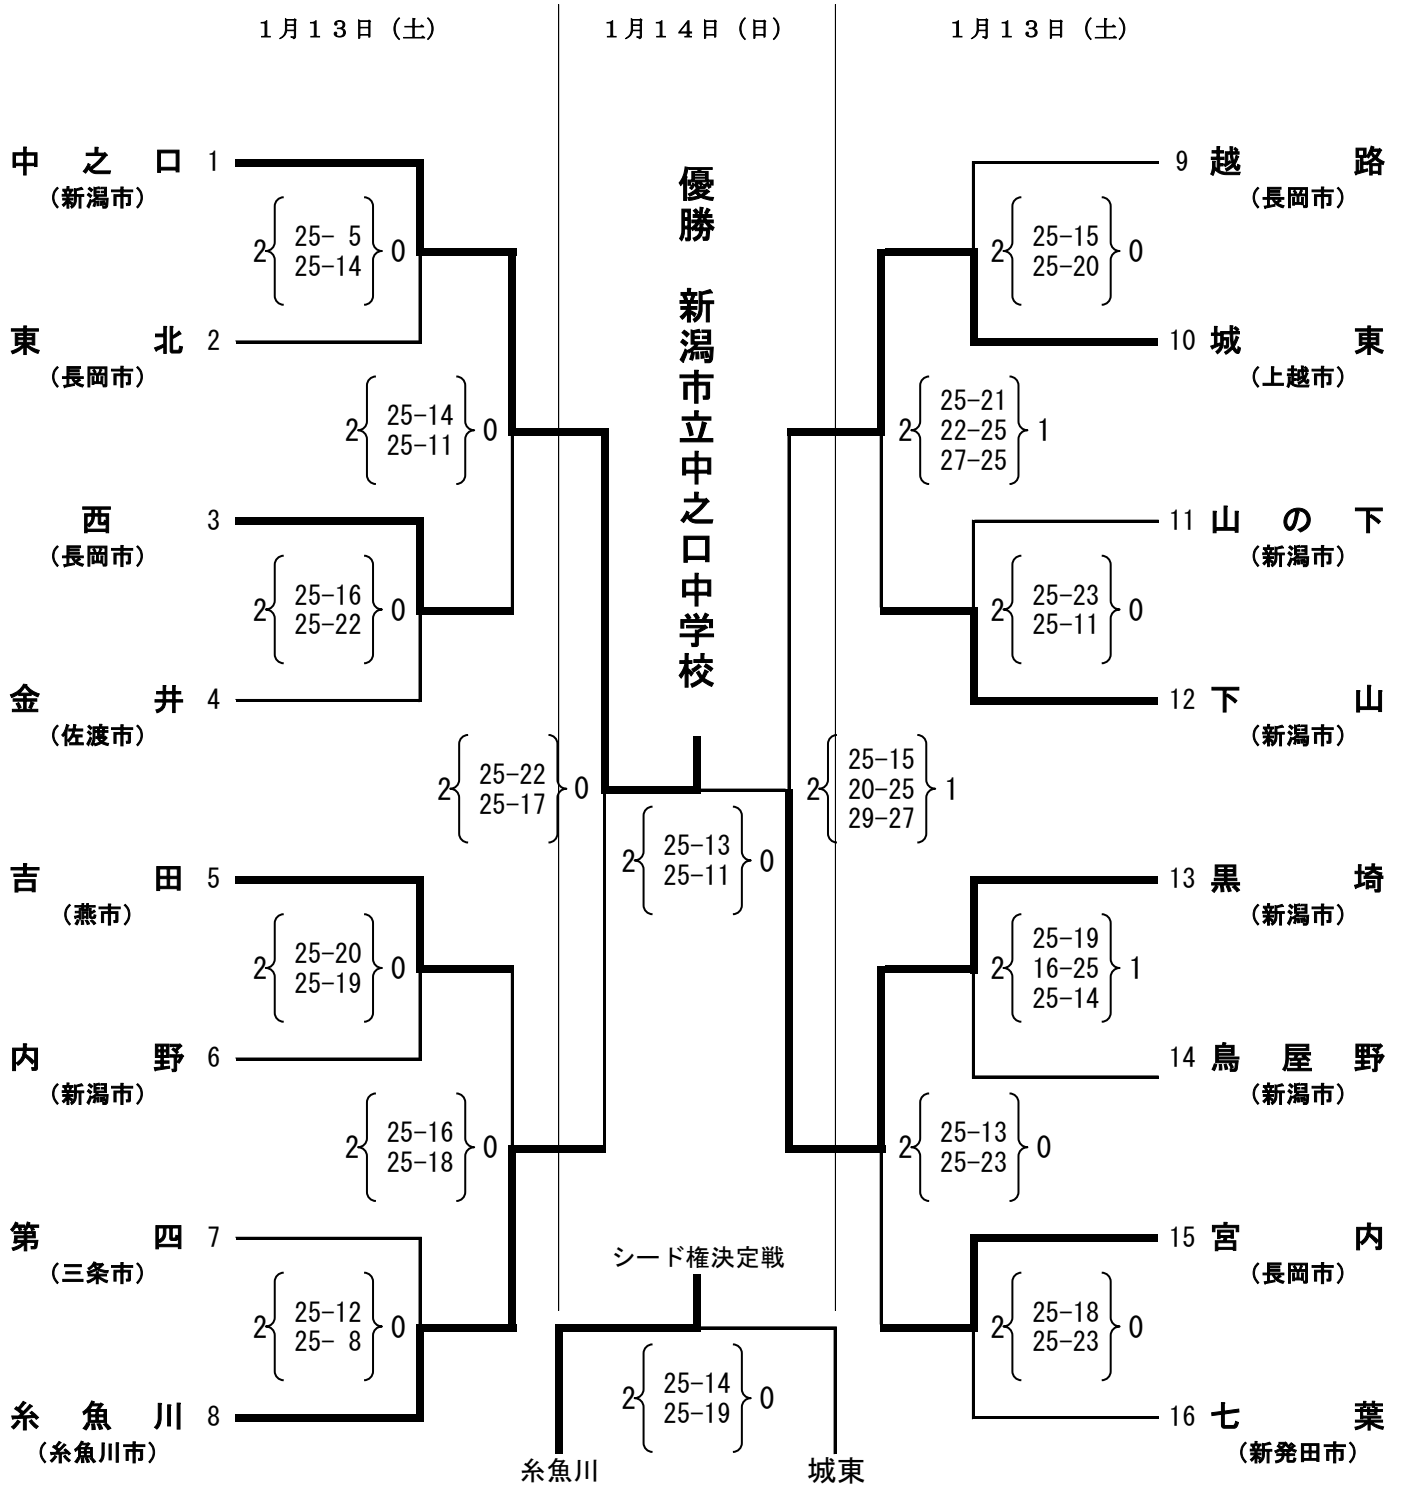 1月13日（土）
1月14日（日）
1月13日（土）
中之口 1
（新潟市）
2 25- 5 0
25-14
東北 2
（長岡市）
2 25-14 0
25-11
西 3
（長岡市）
2 25-16 0
25-22
金井 4
（佐渡市）
2 25-22 0
25-17
吉田 5
（燕市）
2 25-20 0
25-19
内野 6
（新潟市）
2 25-16 0
25-18
第四 7
（三条市）
2 25-12 0
25- 8
糸魚川 8
（糸魚川市）
優勝 新潟市立中之口中学校
2 25-13 0
25-11
シード権決定戦
2 25-14 0
25-19
糸魚川
城東
9 越路
（長岡市）
2 25-15 0
25-20
10 城東
（上越市）
25-21
2 22-25 1
27-25
11 山の下
（新潟市）
2 25-23 0
25-11
12 下山
（新潟市）
25-15
2 20-25 1
29-27
13 黒埼
（新潟市）
25-19
2 16-25 1
25-14
14 鳥屋野
（新潟市）
2 25-13 0
25-23
15 宮内
（長岡市）
2 25-18 0
25-23
16 七葉
（新発田市）